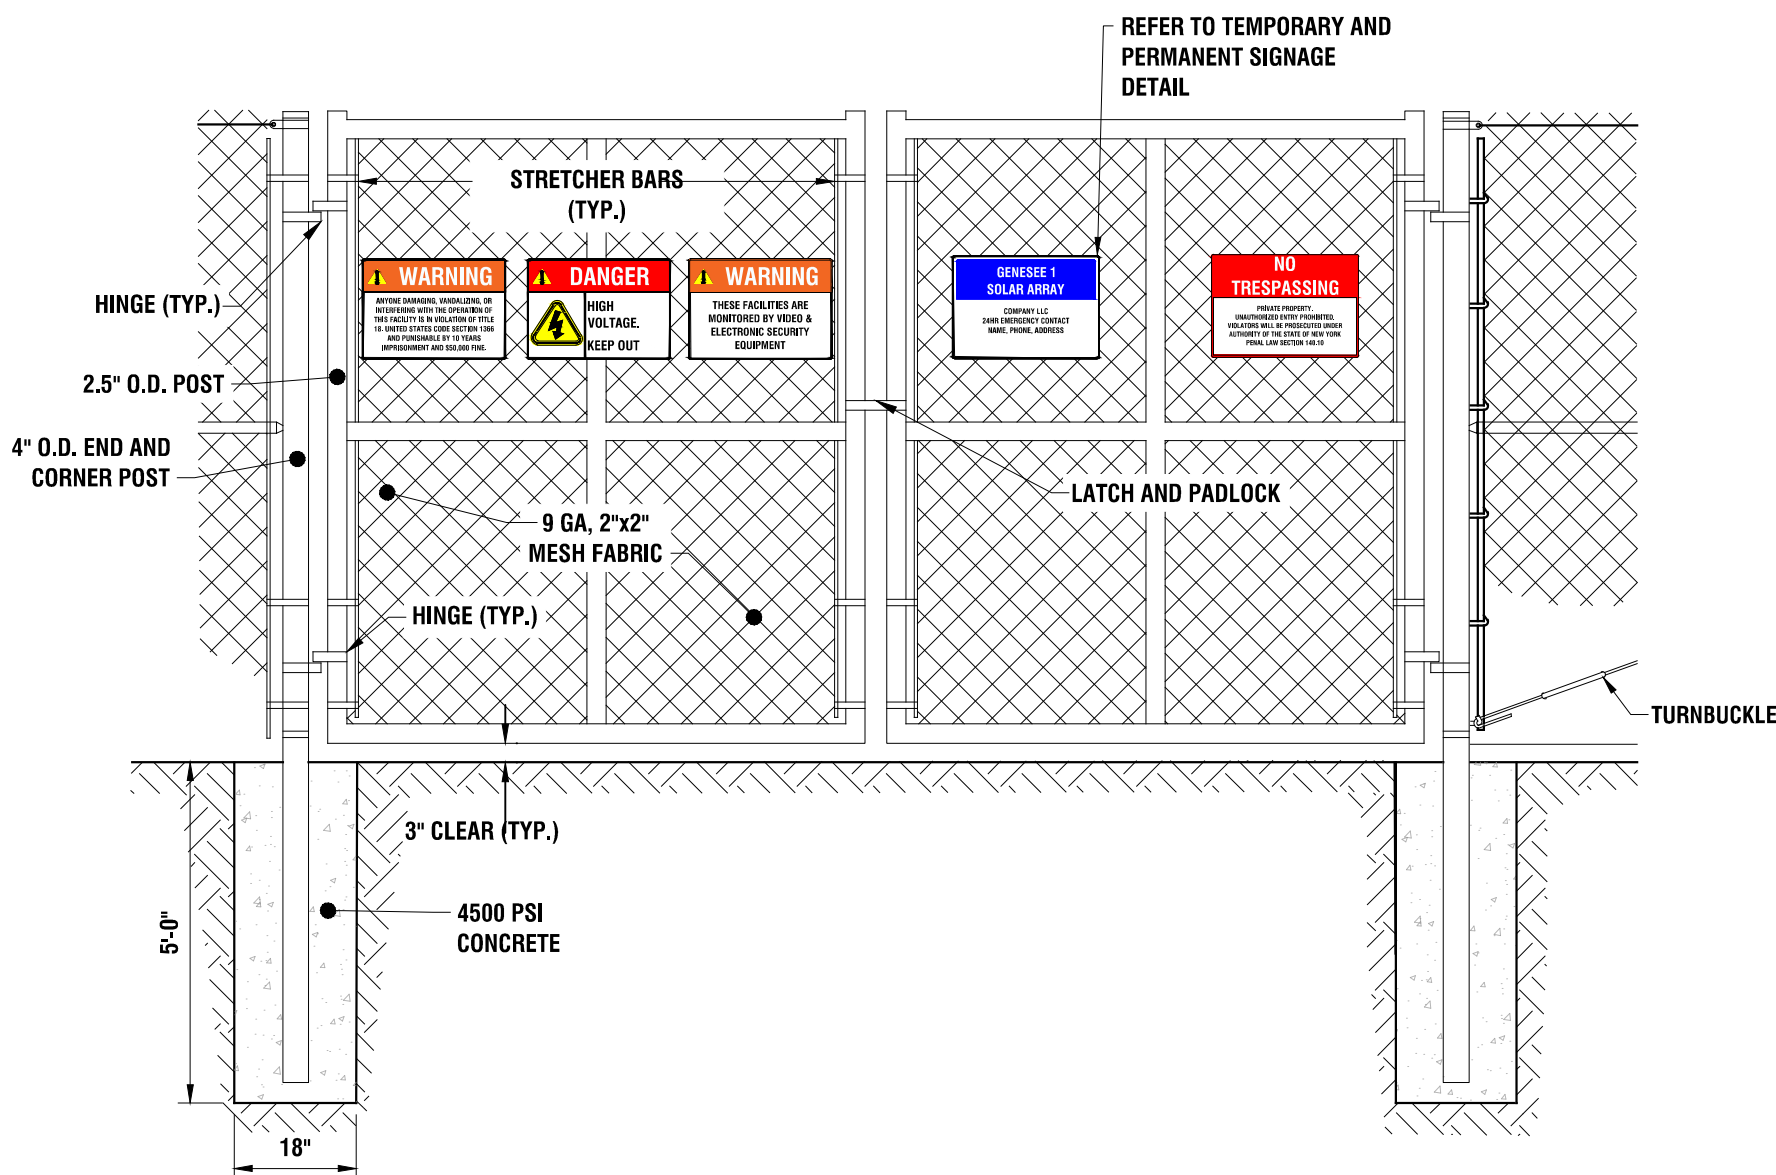 REFER TO TEMPORARY AND
PERMANENT SIGNAGE
DETAIL
STRETCHER BARS
(TYP.)
HINGE (TYP.)
WARNING
ANYONE DAMAGING, VANDALIZING, OR
INTERFERING WITH THE OPERATION OF
THIS FACILITY IS IN VIOLATION OF TITLE
18. UNITED STATES CODE SECTION 1366
AND PUNISHABLE BY 10 YEARS
IMPRISONMENT AND $50,000 FINE.
DANGER
HIGH
VOLTAGE.
KEEP OUT
WARNING
THESE FACILITIES ARE
MONITORED BY VIDEO &
ELECTRONIC SECURITY
EQUIPMENT
GENESEE 1
SOLAR ARRAY
COMPANY LLC
24HR EMERGENCY CONTACT
NAME, PHONE, ADDRESS
NO
TRESPASSING
PRIVATE PROPERTY.
UNAUTHORIZED ENTRY PROHIBITED.
VIOLATORS WILL BE PROSECUTED UNDER
AUTHORITY OF THE STATE OF NEW YORK
PENAL LAW SECTION 140.10
2.5" O.D. POST
4" O.D. END AND
CORNER POST
LATCH AND PADLOCK
9 GA, 2"x2"
MESH FABRIC
HINGE (TYP.)
TURNBUCKLE
3" CLEAR (TYP.)
4500 PSI
CONCRETE
5'-0"
18"